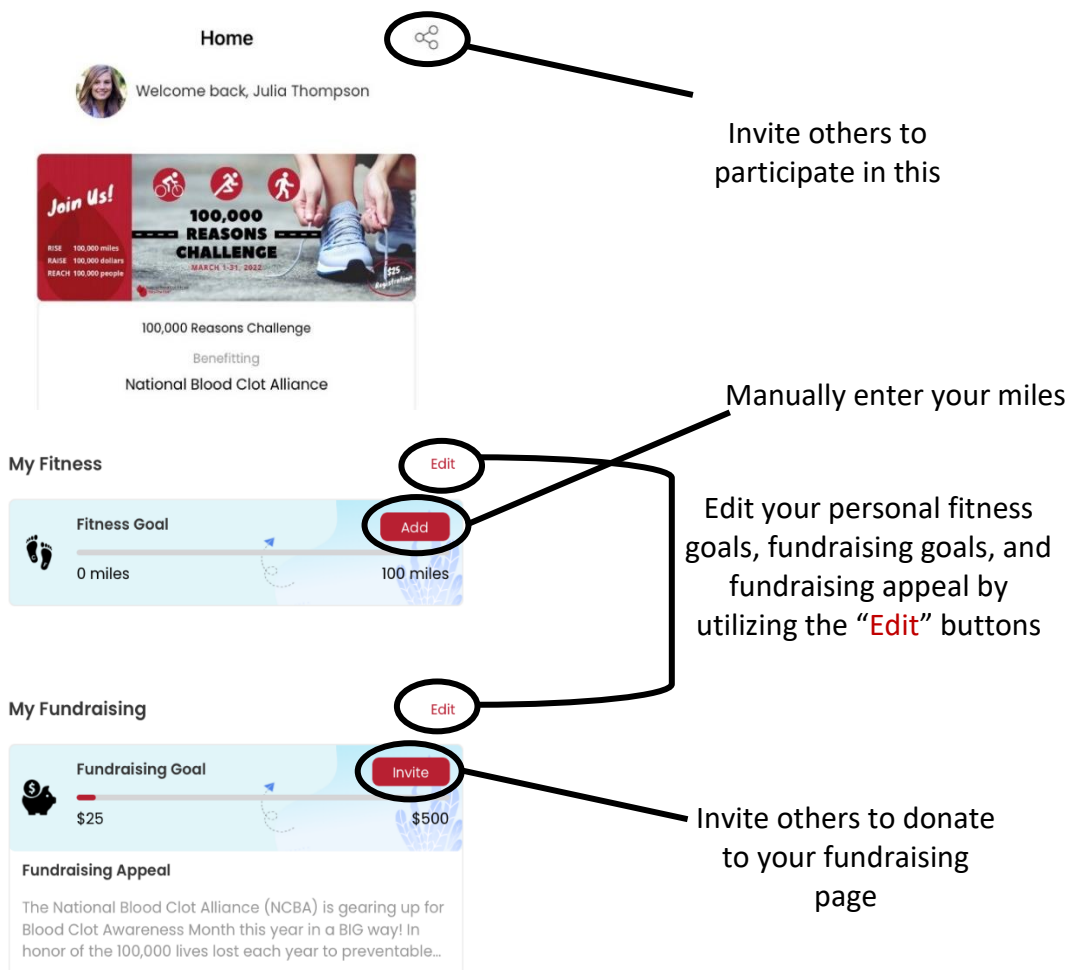 Home
Welcome back, Julia Thompson
Invite others to
participate in this
Join Us!
RISE 100,000 miles
RAISE 100,000 dollars
REACH 100,000 people
100,000
REASONS
CHALLENGE
MARCH 1-31, 2022
$25
Registration
100,000 Reasons Challenge
Benefitting
National Blood Clot Alliance
Manually enter your miles
My Fitness
Edit
Fitness Goal
Add
0 miles
100 miles
Edit your personal fitness
goals, fundraising goals, and
fundraising appeal by
utilizing the “Edit” buttons
My Fundraising
Edit
Fundraising Goal
Invite
$
$25
$500
Invite others to donate
to your fundraising
page
Fundraising Appeal
The National Blood Clot Alliance (NCBA) is gearing up for
Blood Clot Awareness Month this year in a BIG way! In
honor of the 100,000 lives lost each year to preventable…